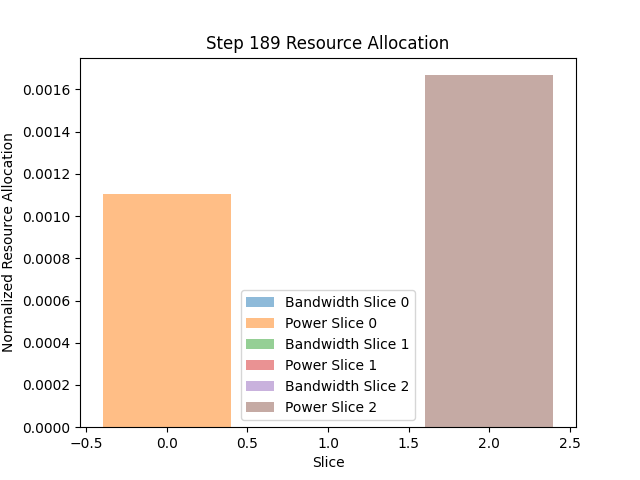 Step 189 Resource Allocation
Normalized Resource Allocation
0.0016
0.0014
0.0012
0.0010
0.0008
0.0006
0.0004
0.0002
0.0000
Bandwidth Slice 0
Power Slice 0
Bandwidth Slice 1
Power Slice 1
Bandwidth Slice 2
Power Slice 2
−0.5 0.0 0.5 1.0 1.5 2.0 2.5
Slice